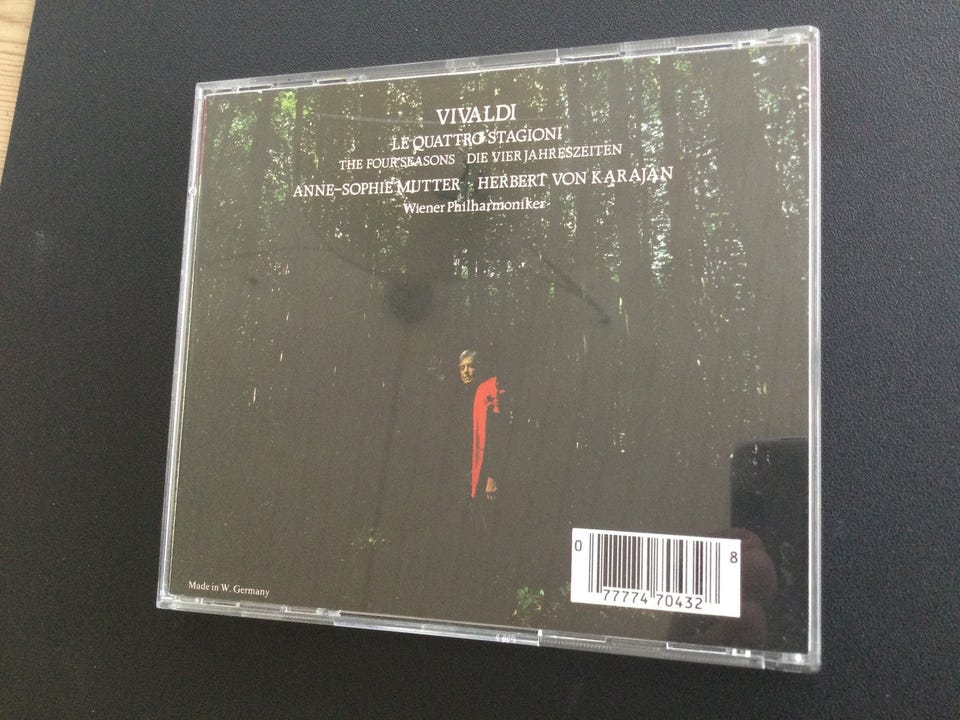 VIVALDI
LE QUATTRO STAGIONI
THE FOUR SEASONS DIE VIER JAHRESZEITEN
ANNE-SOPHIE MUTTER · HERBERT VON KARAJAN
Wiener Philharmoniker
Made in W. Germany
0 77774 70432 8